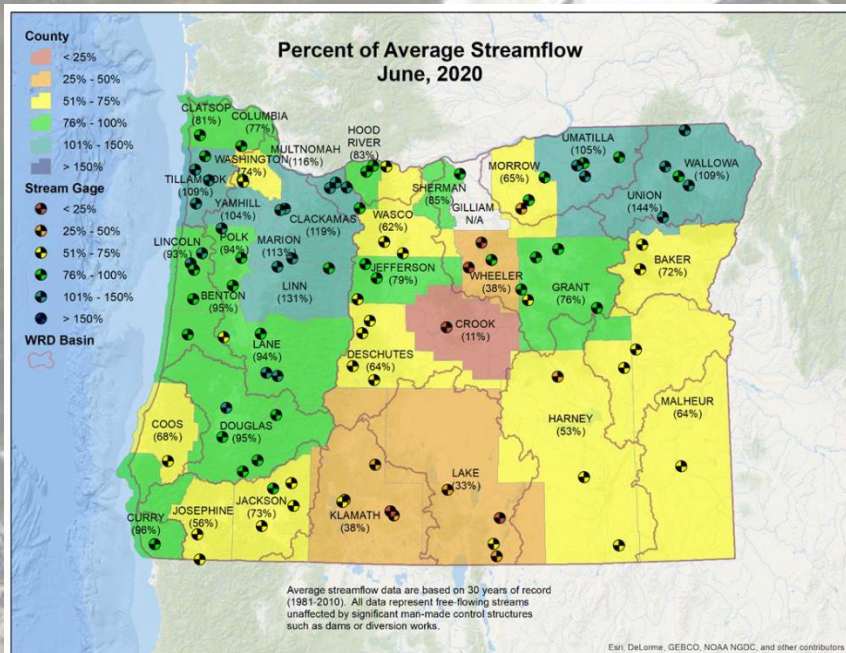 Percent of Average Streamflow
June, 2020
County
< 25%
25% - 50%
51% - 75%
76% - 100%
101% - 150%
> 150%
Stream Gage
< 25%
25% - 50%
51% - 75%
76% - 100%
101% - 150%
> 150%
WRD Basin
CLATSOP
(81%)
COLUMBIA
(77%)
MULTNOMAH
(116%)
HOOD
RIVER
(83%)
WASHINGTON
(74%)
TILLAMOOK
(109%)
YAMHILL
(104%)
CLACKAMAS
(119%)
SHERMAN
(85%)
GILLIAM
N/A
MORROW
(65%)
UMATILLA
(105%)
WALLOWA
(109%)
UNION
(144%)
WASCO
(62%)
LINCOLN
(93%)
POLK
(94%)
MARION
(113%)
LINN
(131%)
BENTON
(95%)
JEFFERSON
(79%)
WHEELER
(38%)
GRANT
(76%)
BAKER
(72%)
CROOK
(11%)
LANE
(94%)
DESCHUTES
(64%)
COOS
(68%)
DOUGLAS
(95%)
HARNEY
(53%)
MALHEUR
(64%)
LAKE
(33%)
KLAMATH
(38%)
CURRY
(96%)
JOSEPHINE
(56%)
JACKSON
(73%)
Average streamflow data are based on 30 years of record
(1981-2010). All data represent free-flowing streams
unaffected by significant man-made control structures
such as dams or diversion works.
Esri, DeLorme, GEBCO, NOAA NGDC, and other contributors